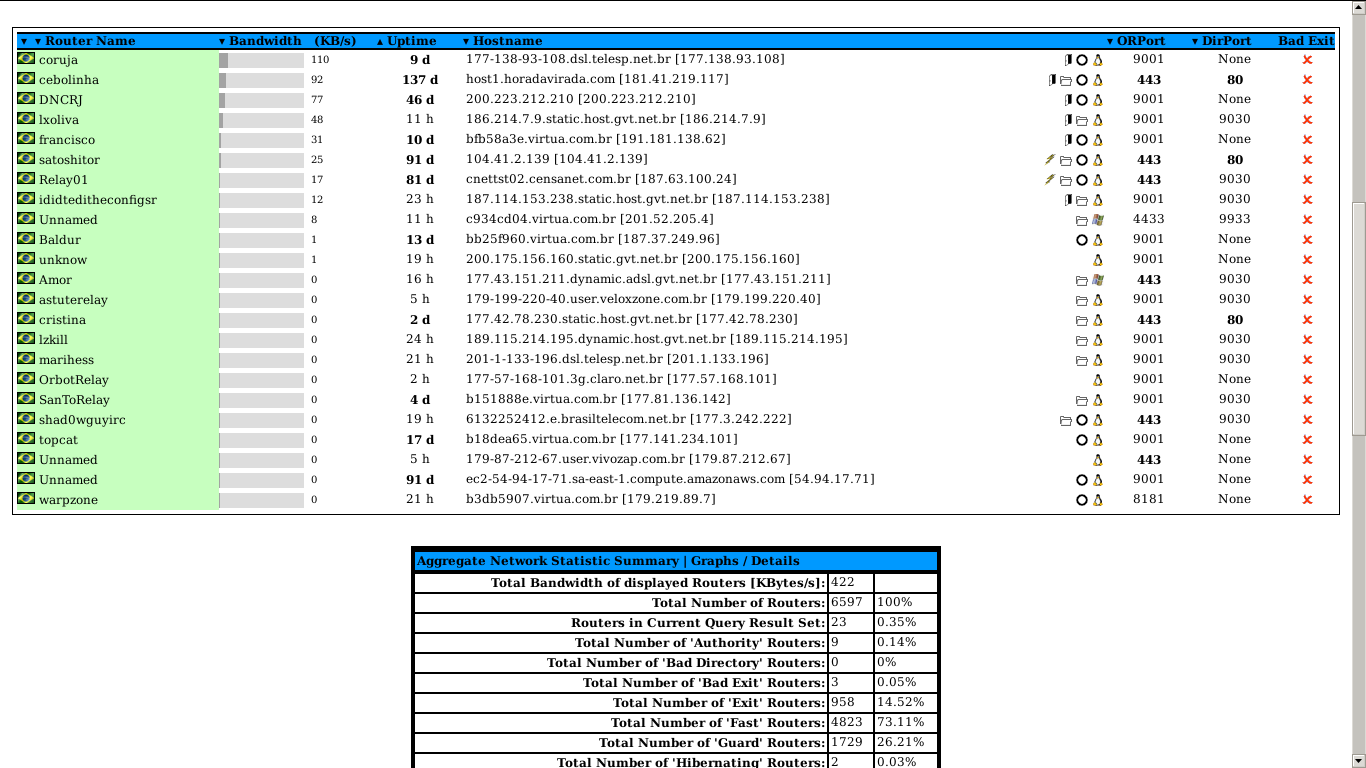 ▼ ▼ Router Name ▼ Bandwidth (KB/s) ▲ Uptime ▼ Hostname ▼ ORPort ▼ DirPort Bad Exit
coruja 110 9 d 177-138-93-108.dsl.telesp.net.br [177.138.93.108] 9001 None
cebolinha 92 137 d host1.horadavirada.com [181.41.219.117] 443 80
DNCRJ 77 46 d 200.223.212.210 [200.223.212.210] 9001 None
lxoliva 48 11 h 186.214.7.9.static.host.gvt.net.br [186.214.7.9] 9001 9030
francisco 31 10 d bfb58a3e.virtua.com.br [191.181.138.62] 9001 None
satoshitor 25 91 d 104.41.2.139 [104.41.2.139] 443 80
Relay01 17 81 d cnettst02.censanet.com.br [187.63.100.24] 443 9030
ididteditheconfigsr 12 23 h 187.114.153.238.static.host.gvt.net.br [187.114.153.238] 9001 9030
Unnamed 8 11 h c934cd04.virtua.com.br [201.52.205.4] 4433 9933
Baldur 1 13 d bb25f960.virtua.com.br [187.37.249.96] 9001 None
unknow 1 19 h 200.175.156.160.static.gvt.net.br [200.175.156.160] 9001 None
Amor 0 16 h 177.43.151.211.dynamic.adsl.gvt.net.br [177.43.151.211] 443 9030
astuterelay 0 5 h 179-199-220-40.user.veloxzone.com.br [179.199.220.40] 9001 9030
cristina 0 2 d 177.42.78.230.static.host.gvt.net.br [177.42.78.230] 443 80
lzkill 0 24 h 189.115.214.195.dynamic.host.gvt.net.br [189.115.214.195] 9001 9030
marihess 0 21 h 201-1-133-196.dsl.telesp.net.br [201.1.133.196] 9001 9030
OrbotRelay 0 2 h 177-57-168-101.3g.claro.net.br [177.57.168.101] 9001 None
SanToRelay 0 4 d b151888e.virtua.com.br [177.81.136.142] 9001 9030
shad0wguyirc 0 19 h 6132252412.e.brasiltelecom.net.br [177.3.242.222] 443 9030
topcat 0 17 d b18dea65.virtua.com.br [177.141.234.101] 9001 None
Unnamed 0 5 h 179-87-212-67.user.vivozap.com.br [179.87.212.67] 443 None
Unnamed 0 91 d ec2-54-94-17-71.sa-east-1.compute.amazonaws.com [54.94.17.71] 9001 None
warpzone 0 21 h b3db5907.virtua.com.br [179.219.89.7] 8181 None
Aggregate Network Statistic Summary | Graphs / Details
Total Bandwidth of displayed Routers [KBytes/s]: 422
Total Number of Routers: 6597 100%
Routers in Current Query Result Set: 23 0.35%
Total Number of 'Authority' Routers: 9 0.14%
Total Number of 'Bad Directory' Routers: 0 0%
Total Number of 'Bad Exit' Routers: 3 0.05%
Total Number of 'Exit' Routers: 958 14.52%
Total Number of 'Fast' Routers: 4823 73.11%
Total Number of 'Guard' Routers: 1729 26.21%
Total Number of 'Hibernating' Routers: 2 0.03%